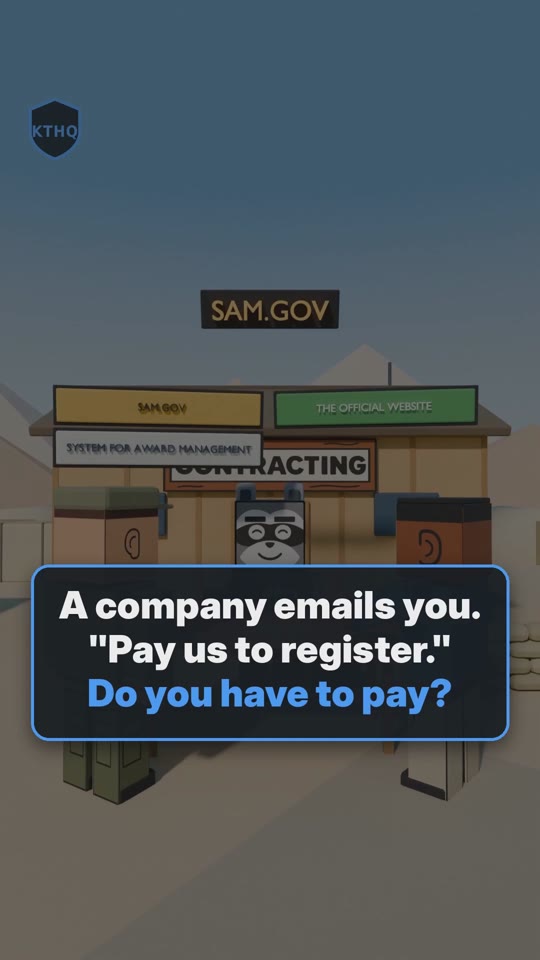 KTHQ
SAM.GOV
SAM.GOV
THE OFFICIAL WEBSITE
SYSTEM FOR AWARD MANAGEMENT
CONTRACTING
A company emails you.
"Pay us to register."
Do you have to pay?